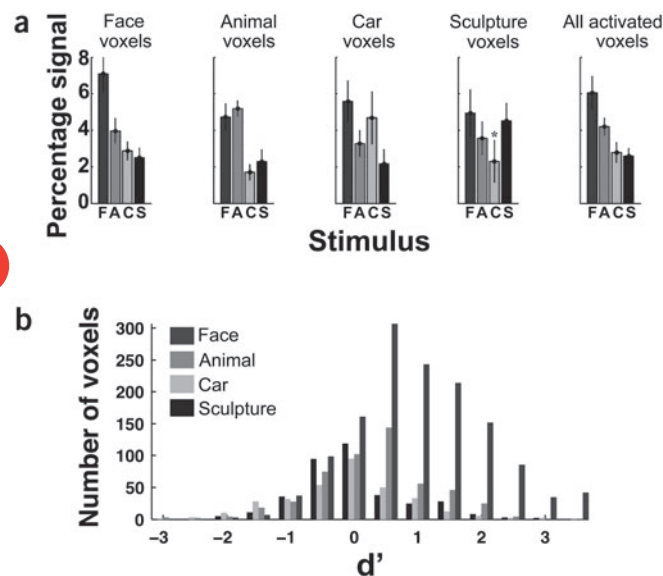 a
Face voxels
Animal voxels
Car voxels
Sculpture voxels
All activated voxels
Percentage signal
8
6
4
2
0
*
FACS
FACS
FACS
FACS
FACS
Stimulus
b
Number of voxels
300
250
200
150
100
50
0
Face
Animal
Car
Sculpture
−3 −2 −1 0 1 2 3
d'